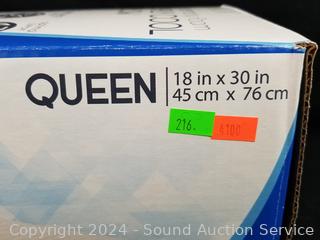 QUEEN
18 in x 30 in
45 cm x 76 cm
216.
Copyright 2024 - Sound Auction Service